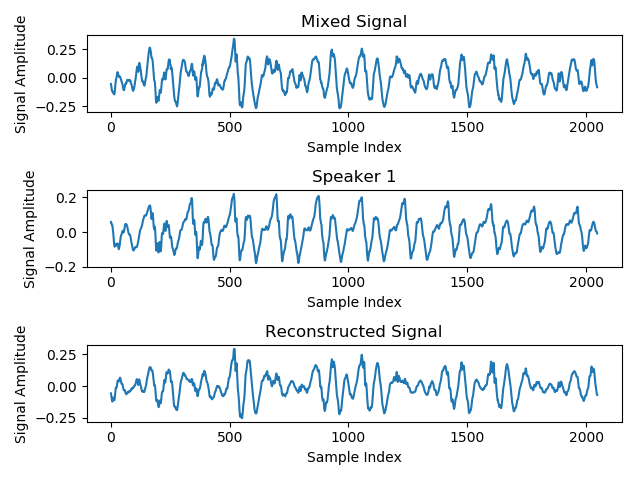 Mixed Signal
Signal Amplitude
0.25
0.00
−0.25
0 500 1000 1500 2000
Sample Index
Speaker 1
Signal Amplitude
0.2
0.0
−0.2
0 500 1000 1500 2000
Sample Index
Reconstructed Signal
Signal Amplitude
0.25
0.00
−0.25
0 500 1000 1500 2000
Sample Index